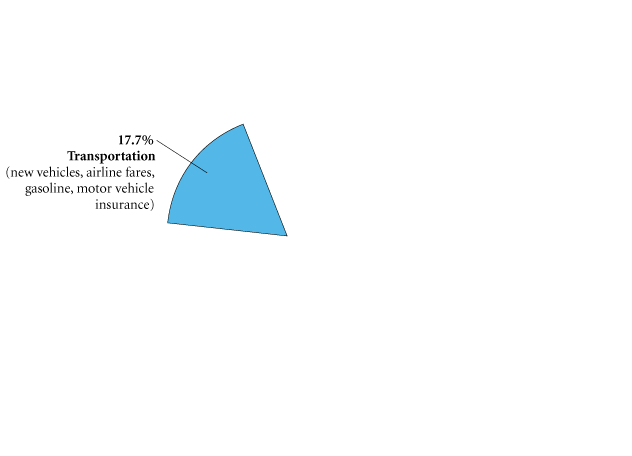 17.7%
Transportation
(new vehicles, airline fares,
gasoline, motor vehicle
insurance)